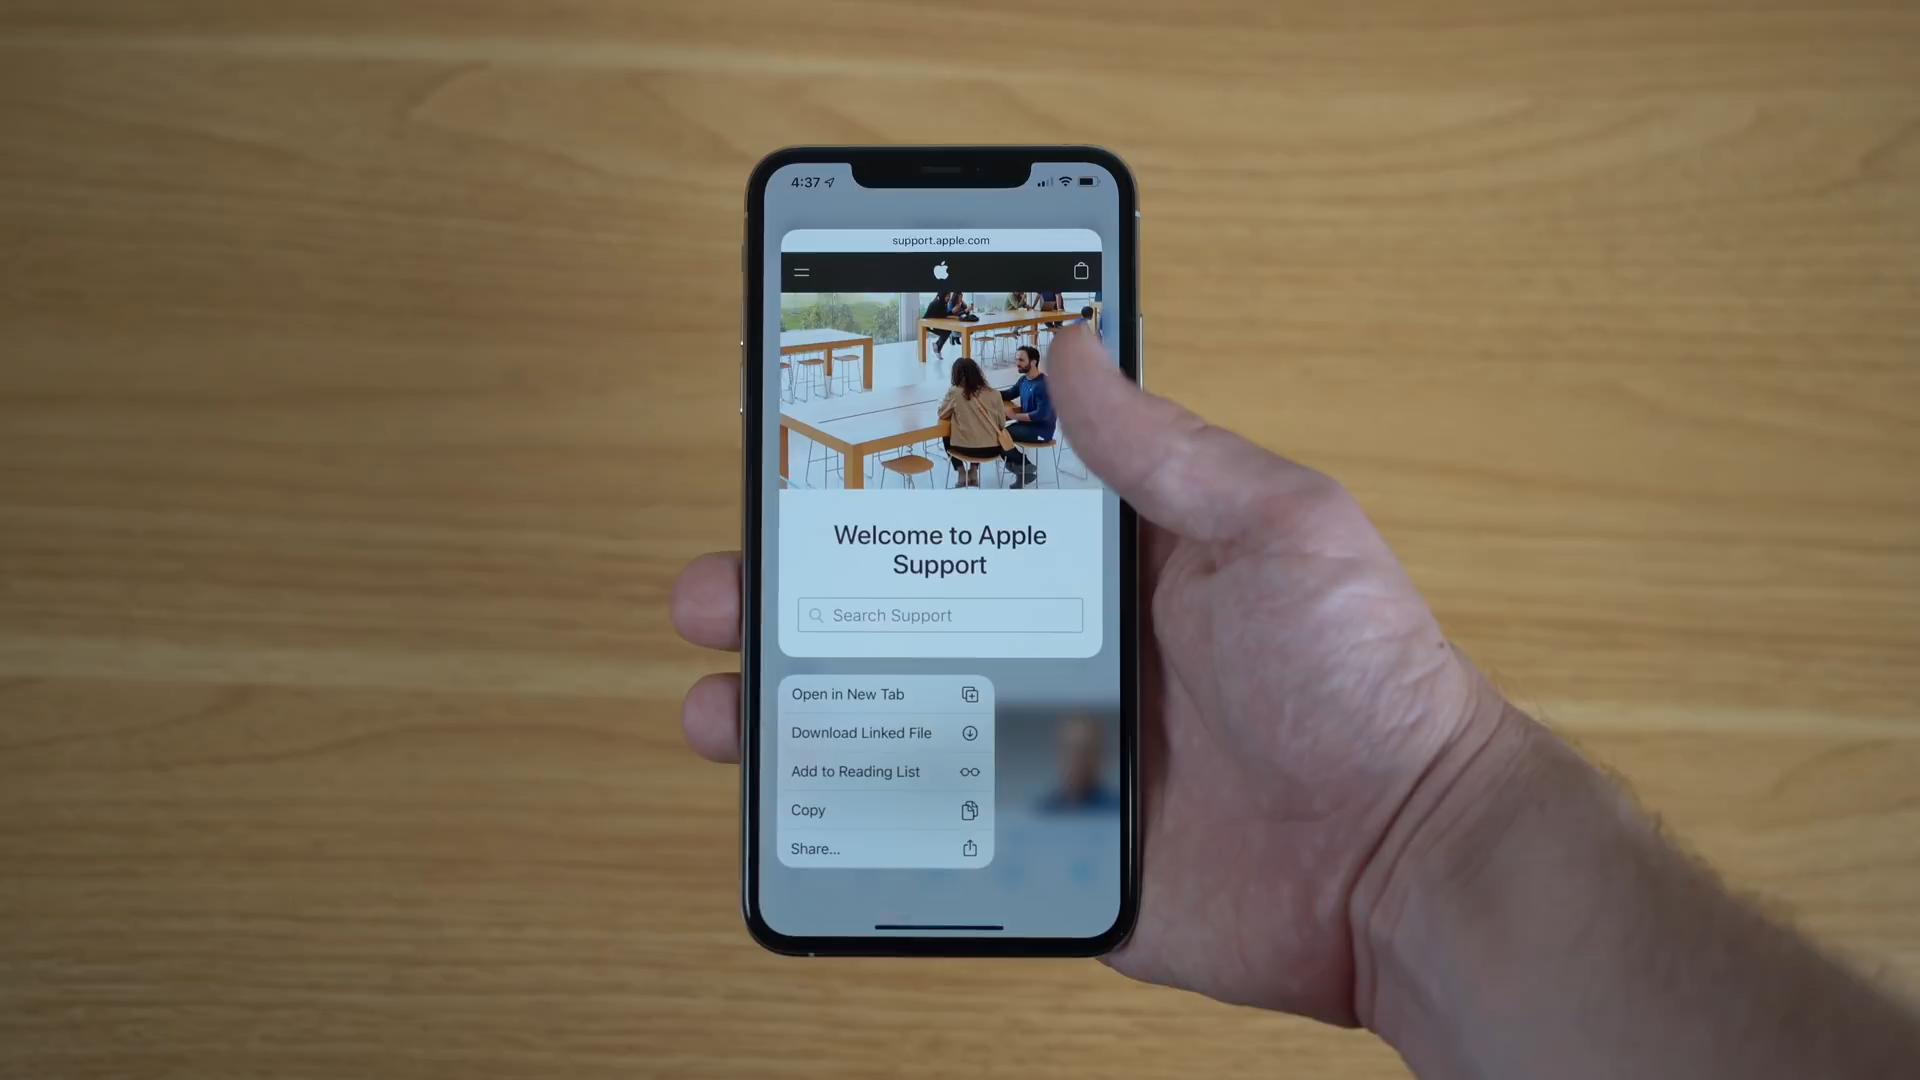 4:37
support.apple.com
Welcome to Apple
Support
Search Support
Open in New Tab
Download Linked File
Add to Reading List
Copy
Share...